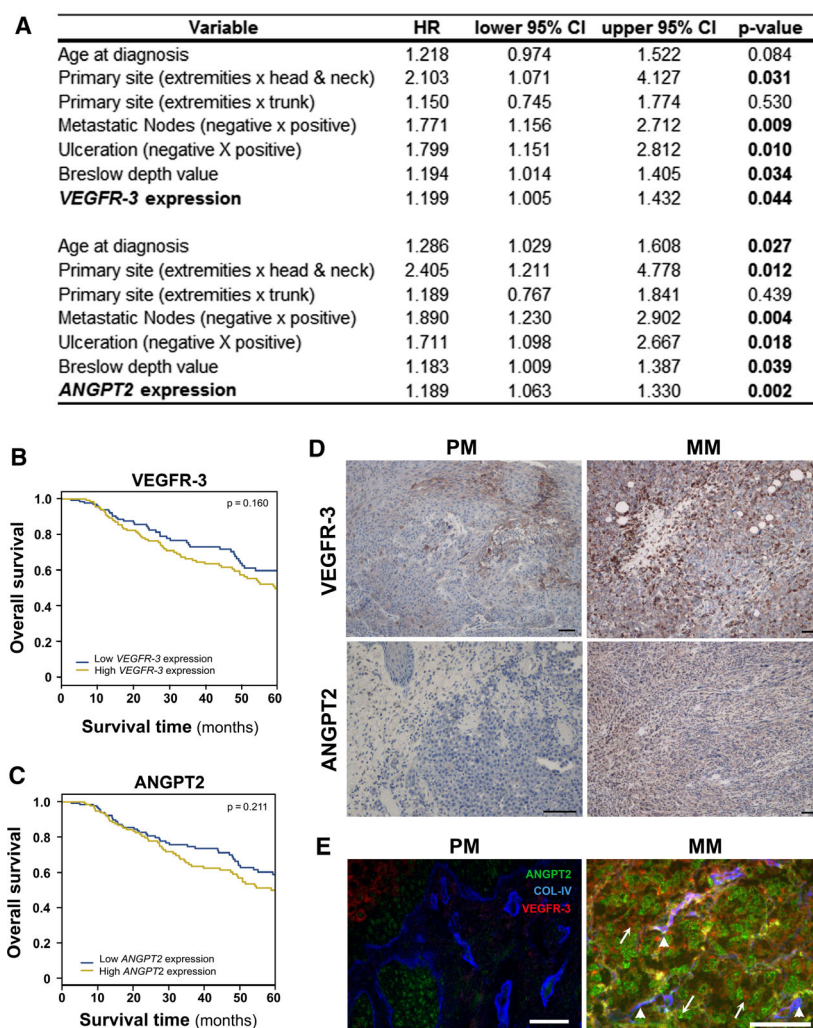 A
Variable HR lower 95% CI upper 95% CI p-value
Age at diagnosis 1.218 0.974 1.522 0.084
Primary site (extremities x head & neck) 2.103 1.071 4.127 0.031
Primary site (extremities x trunk) 1.150 0.745 1.774 0.530
Metastatic Nodes (negative x positive) 1.771 1.156 2.712 0.009
Ulceration (negative X positive) 1.799 1.151 2.812 0.010
Breslow depth value 1.194 1.014 1.405 0.034
VEGFR-3 expression 1.199 1.005 1.432 0.044
Age at diagnosis 1.286 1.029 1.608 0.027
Primary site (extremities x head & neck) 2.405 1.211 4.778 0.012
Primary site (extremities x trunk) 1.189 0.767 1.841 0.439
Metastatic Nodes (negative x positive) 1.890 1.230 2.902 0.004
Ulceration (negative X positive) 1.711 1.098 2.667 0.018
Breslow depth value 1.183 1.009 1.387 0.039
ANGPT2 expression 1.189 1.063 1.330 0.002
B
VEGFR-3
p = 0.160
Overall survival
1.0
0.8
0.6
0.4
0.2
0
Low VEGFR-3 expression
High VEGFR-3 expression
0 10 20 30 40 50 60
Survival time (months)
C
ANGPT2
p = 0.211
Overall survival
1.0
0.8
0.6
0.4
0.2
0
Low ANGPT2 expression
High ANGPT2 expression
0 10 20 30 40 50 60
Survival time (months)
D
PM MM
VEGFR-3
ANGPT2
E
PM MM
ANGPT2
COL-IV
VEGFR-3